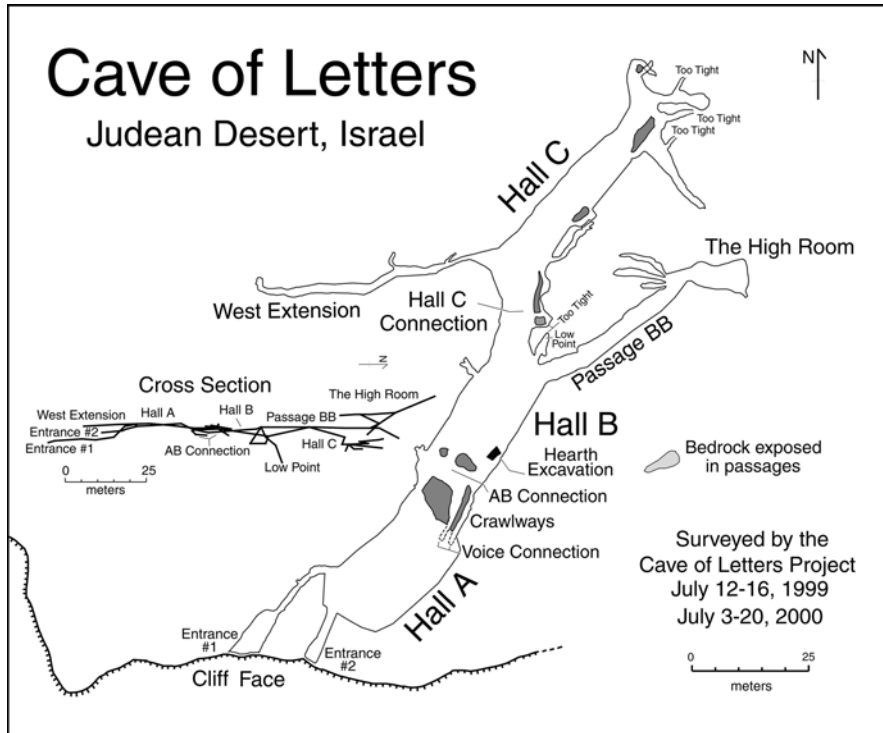 Cave of Letters
Judean Desert, Israel
N
Too Tight
Too Tight
Too Tight
Hall C
The High Room
West Extension
Hall C
Connection
Too Tight
Low
Point
Passage BB
N
Cross Section
The High Room
West Extension
Hall A
Hall B
Passage BB
Entrance #2
Entrance #1
AB Connection
Hall C
Low Point
0 25
meters
Hall B
Hearth
Excavation
AB Connection
Crawlways
Voice Connection
Bedrock exposed
in passages
Hall A
Surveyed by the
Cave of Letters Project
July 12-16, 1999
July 3-20, 2000
Entrance
#1
Entrance
#2
Cliff Face
0 25
meters